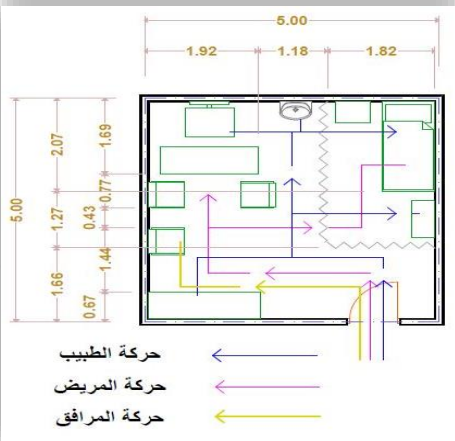 5.00
1.92 1.18 1.82
5.00
2.07
1.27
1.66
1.69
0.77
0.43
1.44
0.67
حركة الطبيب
حركة المريض
حركة المرافق